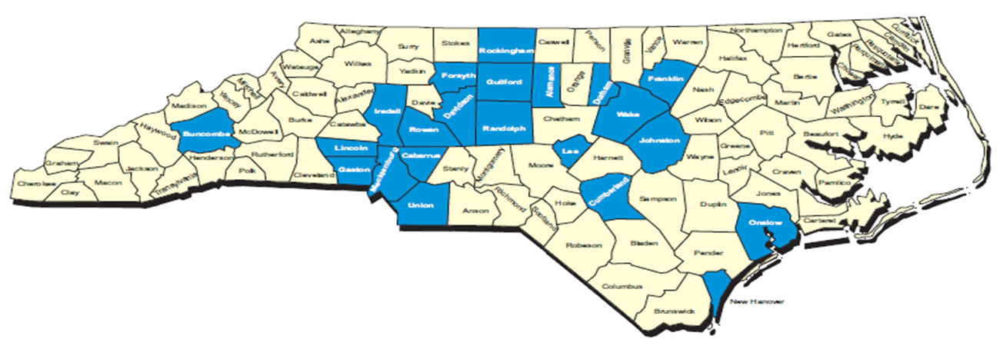 Ashe
Alleghany
Surry
Stokes
Rockingham
Caswell
Person
Granville
Vance
Warren
Northampton
Gates
Currituck
Camden
Pasquotank
Perquimans
Chowan
Hertford
Halifax
Bertie
Watauga
Wilkes
Yadkin
Forsyth
Guilford
Alamance
Orange
Durham
Franklin
Nash
Edgecombe
Martin
Washington
Tyrrell
Dare
Mitchell
Avery
Yancey
Madison
Caldwell
Alexander
Iredell
Davie
Davidson
Randolph
Chatham
Wake
Wilson
Pitt
Beaufort
Hyde
Haywood
Buncombe
McDowell
Burke
Catawba
Rowan
Johnston
Swain
Graham
Jackson
Henderson
Rutherford
Polk
Cleveland
Lincoln
Gaston
Mecklenburg
Cabarrus
Stanly
Montgomery
Moore
Lee
Harnett
Wayne
Greene
Lenoir
Craven
Pamlico
Jones
Cherokee
Clay
Macon
Transylvania
Union
Anson
Richmond
Scotland
Hoke
Cumberland
Sampson
Duplin
Onslow
Carteret
Robeson
Bladen
Pender
Columbus
Brunswick
New Hanover